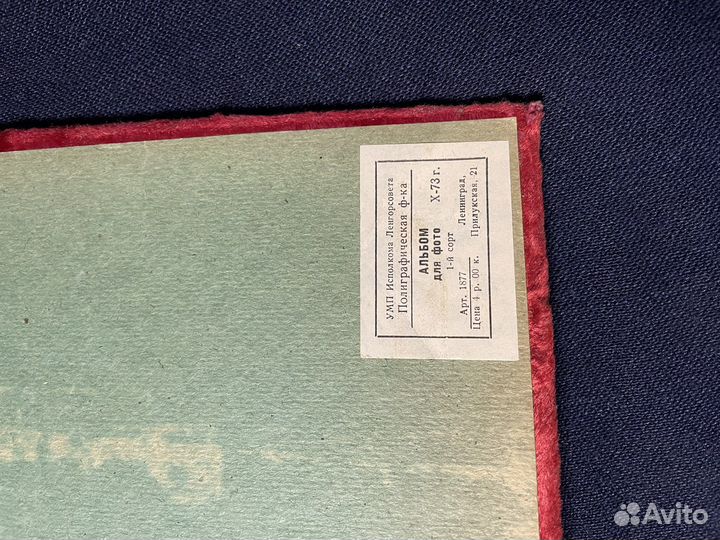 УМП Исполкома Ленгорсовета
Полиграфическая ф-ка
АЛЬБОМ
для фото X-73 г.
1-й сорт
Арт. 1877 Ленинград,
Цена 4 р. 00 к. Прилукская, 21
Avito